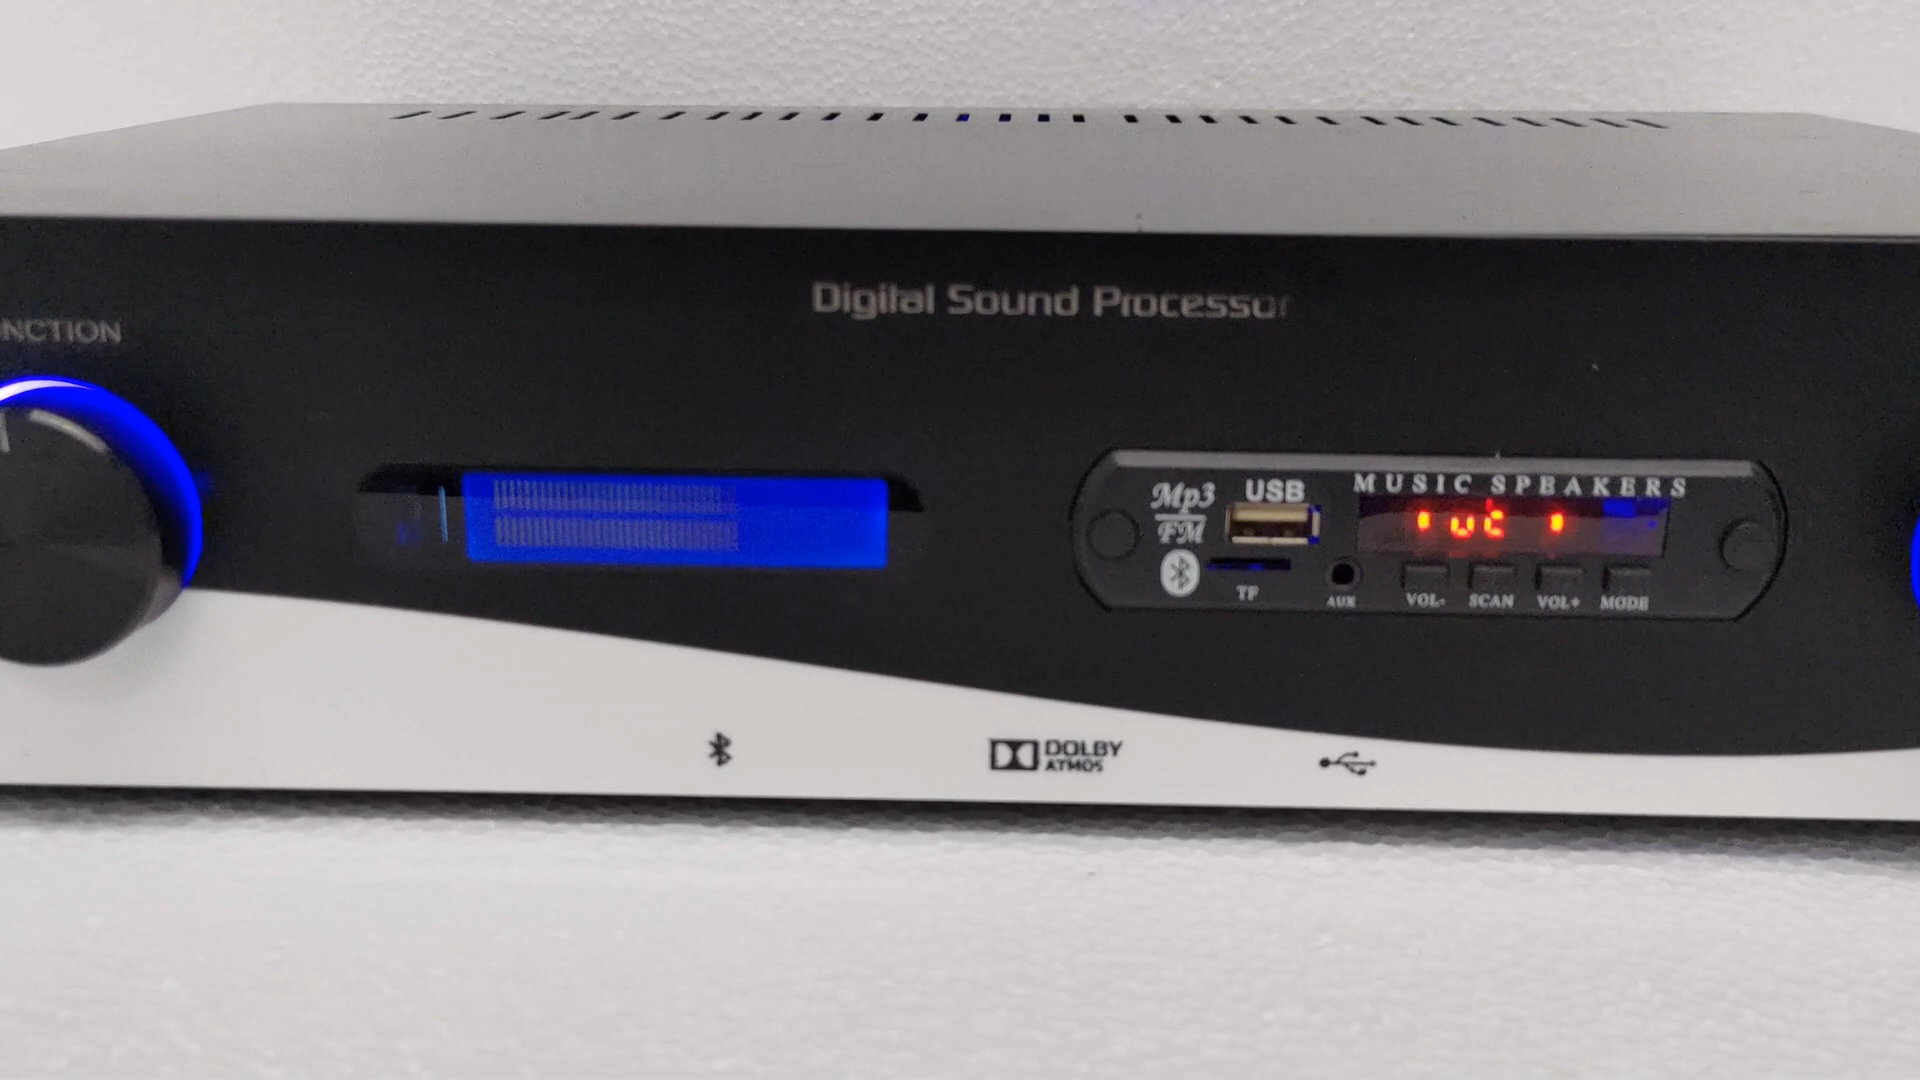 Digital Sound Processor
NCTION
MUSIC SPEAKERS
Mp3
FM
USB
TF
AUX
VOL-
SCAN
VOL+
MODE
DOLBY
ATMOS